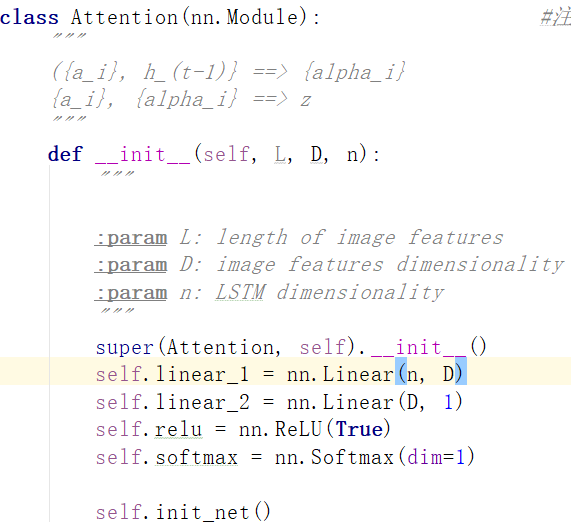 class Attention(nn.Module): #注
"""
({a_i}, h_(t-1)} ==> {alpha_i}
{a_i}, {alpha_i} ==> z
"""
def __init__(self, L, D, n):
"""
:param L: length of image features
:param D: image features dimensionality
:param n: LSTM dimensionality
"""
super(Attention, self).__init__()
self.linear_1 = nn.Linear(n, D)
self.linear_2 = nn.Linear(D, 1)
self.relu = nn.ReLU(True)
self.softmax = nn.Softmax(dim=1)
self.init_net()